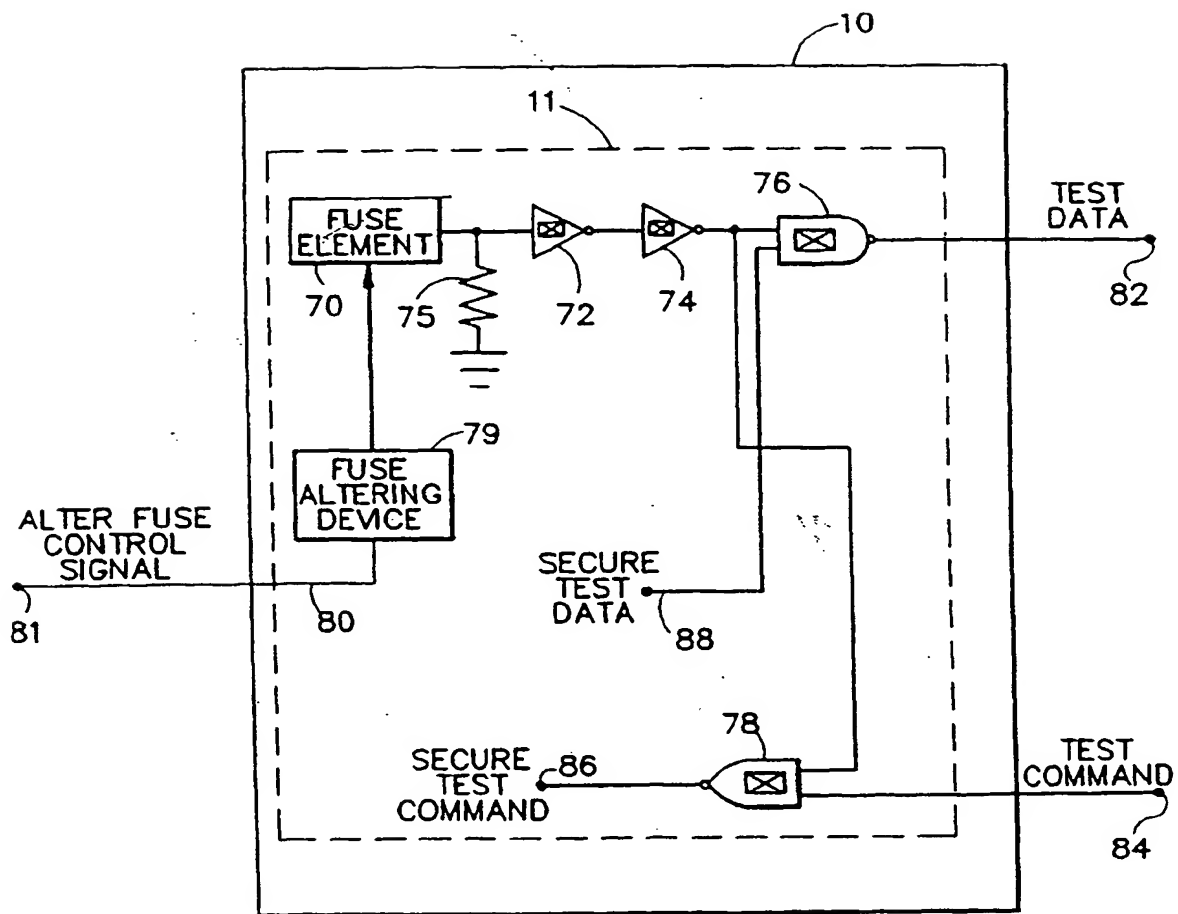 10
11
FUSE
ELEMENT
70
75
72
74
76
TEST
DATA
82
79
FUSE
ALTERING
DEVICE
ALTER FUSE
CONTROL
SIGNAL
81
80
SECURE
TEST
DATA
88
78
SECURE
TEST
COMMAND
86
TEST
COMMAND
84